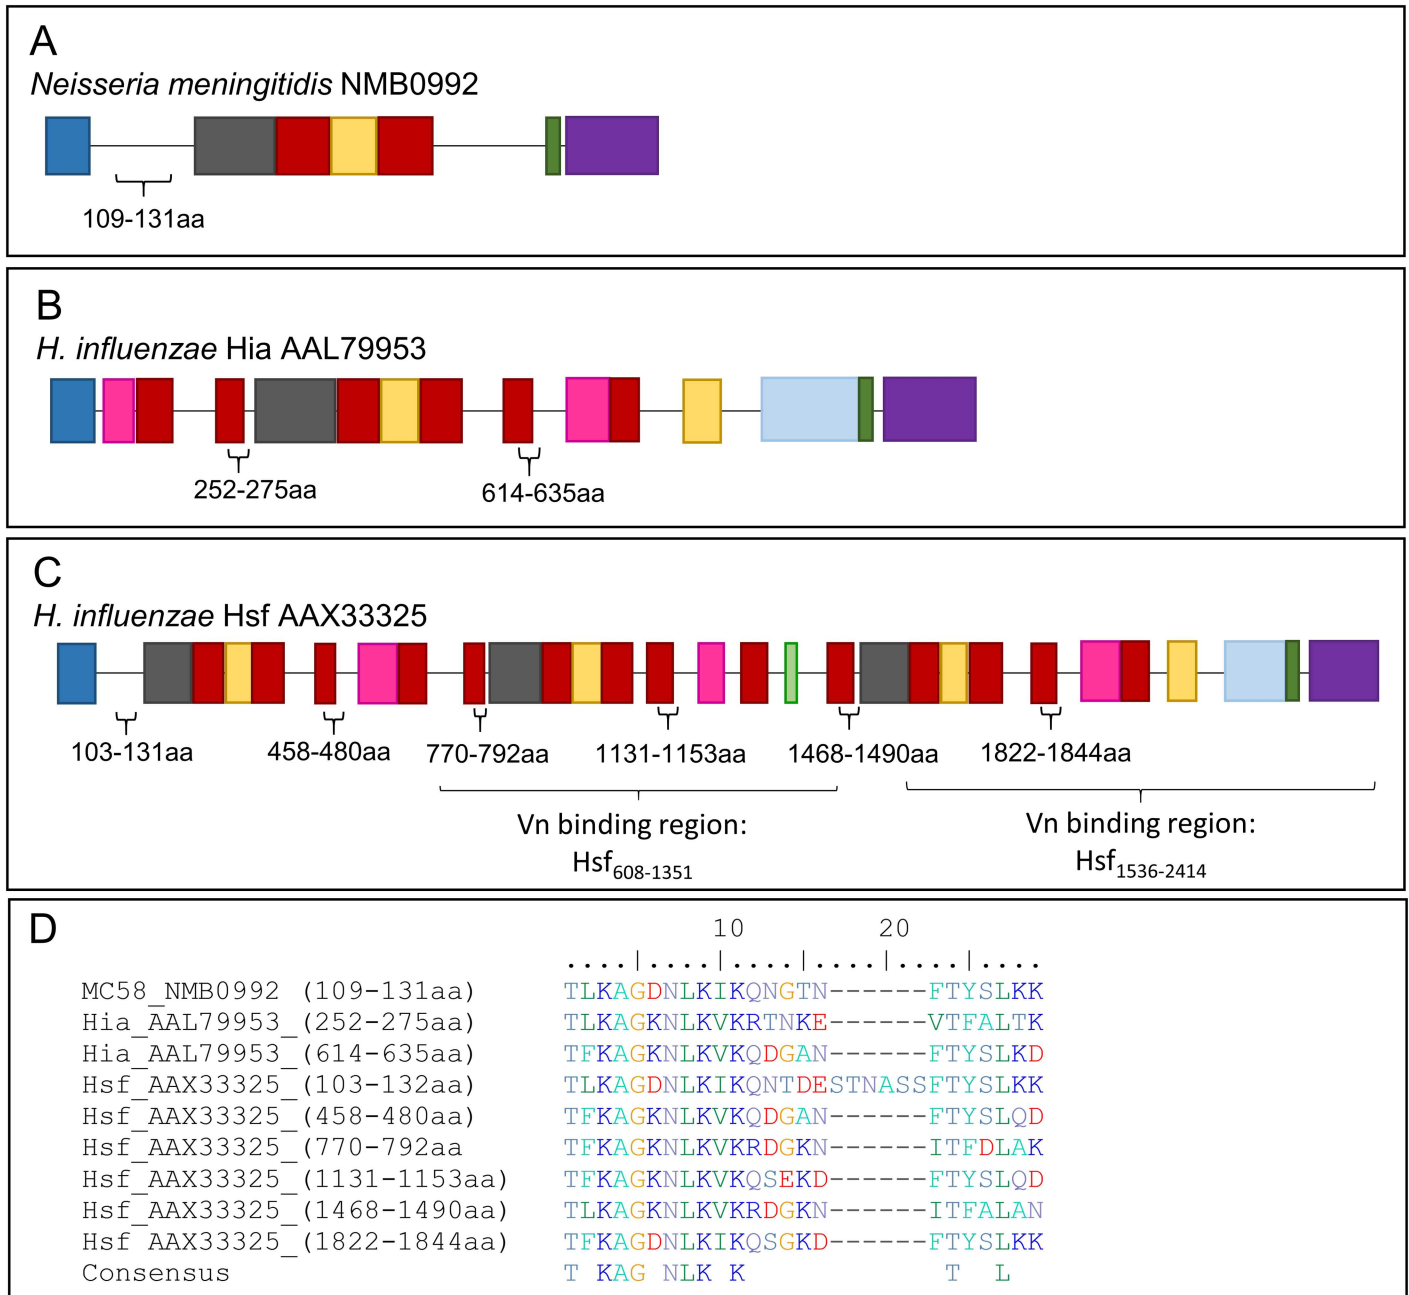 A
Neisseria meningitidis NMB0992
109-131aa
B
H. influenzae Hia AAL79953
252-275aa
614-635aa
C
H. influenzae Hsf AAX33325
103-131aa 458-480aa 770-792aa 1131-1153aa 1468-1490aa 1822-1844aa
Vn binding region:
Hsf608-1351
Vn binding region:
Hsf1536-2414
D
10 20
....|....|....|....|....|....
MC58_NMB0992 (109-131aa) TLKAGDNLKIKQNGTN------FTYSLKK
Hia_AAL79953_(252-275aa) TLKAGKNLKVKRTNKE------VTFALTK
Hia_AAL79953_(614-635aa) TFKAGKNLKVKQDGAN------FTYSLKD
Hsf_AAX33325_(103-132aa) TLKAGDNLKIKQNTDESTNASSFTYSLKK
Hsf_AAX33325_(458-480aa) TFKAGKNLKVKQDGAN------FTYSLQD
Hsf_AAX33325_(770-792aa TFKAGKNLKVKRDGKN------ITFDLAK
Hsf_AAX33325_(1131-1153aa) TFKAGKNLKVKQSEKD------FTYSLQD
Hsf_AAX33325_(1468-1490aa) TLKAGKNLKVKRDGKN------ITFALAN
Hsf_AAX33325_(1822-1844aa) TFKAGDNLKIKQSGKD------FTYSLKK
Consensus T KAG NLK K T L